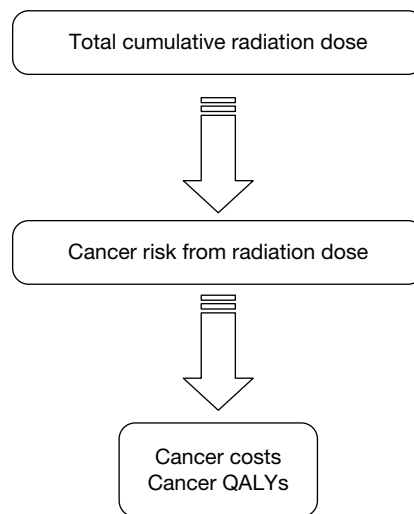 Total cumulative radiation dose
Cancer risk from radiation dose
Cancer costs
Cancer QALYs